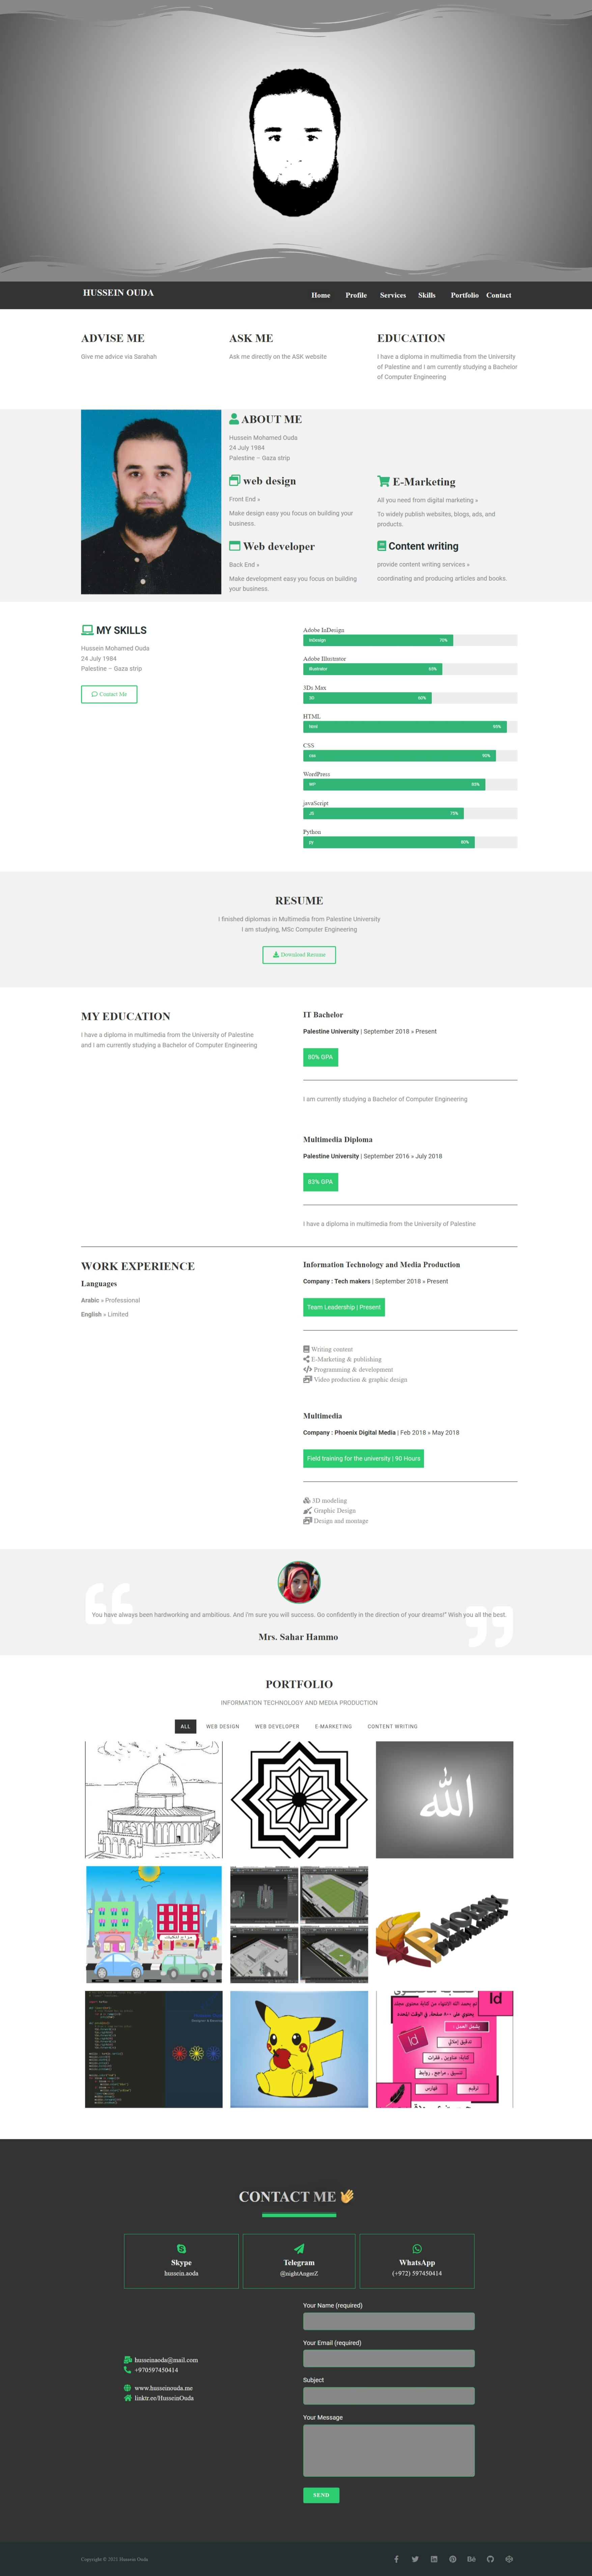 HUSSEIN OUDA
Home Profile Services Skills Portfolio Contact
ADVISE ME
Give me advice via Sarahah
ASK ME
Ask me directly on the ASK website
EDUCATION
I have a diploma in multimedia from the University
of Palestine and I am currently studying a Bachelor
of Computer Engineering
ABOUT ME
Hussein Mohamed Ouda
24 July 1984
Palestine – Gaza strip
web design
Front End »
Make design easy you focus on building your
business.
E-Marketing
All you need from digital marketing »
To widely publish websites, blogs, ads, and
products.
Web developer
Back End »
Make development easy you focus on building
your business.
Content writing
provide content writing services »
coordinating and producing articles and books.
MY SKILLS
Hussein Mohamed Ouda
24 July 1984
Palestine – Gaza strip
Contact Me
Adobe InDesign
InDesign 70%
Adobe Illustrator
Illustrator 65%
3Ds Max
3D 60%
HTML
html 95%
CSS
css 90%
WordPress
WP 85%
javaScript
JS 75%
Python
py 80%
RESUME
I finished diplomas in Multimedia from Palestine University
I am studying, MSc Computer Engineering
Download Resume
MY EDUCATION
I have a diploma in multimedia from the University of Palestine
and I am currently studying a Bachelor of Computer Engineering
IT Bachelor
Palestine University | September 2018 » Present
80% GPA
I am currently studying a Bachelor of Computer Engineering
Multimedia Diploma
Palestine University | September 2016 » July 2018
83% GPA
I have a diploma in multimedia from the University of Palestine
WORK EXPERIENCE
Languages
Arabic » Professional
English » Limited
Information Technology and Media Production
Company : Tech makers | September 2018 » Present
Team Leadership | Present
Writing content
E-Marketing & publishing
Programming & development
Video production & graphic design
Multimedia
Company : Phoenix Digital Media | Feb 2018 » May 2018
Field training for the university | 90 Hours
3D modeling
Graphic Design
Design and montage
You have always been hardworking and ambitious. And i'm sure you will success. Go confidently in the direction of your dreams!" Wish you all the best.
Mrs. Sahar Hammo
PORTFOLIO
INFORMATION TECHNOLOGY AND MEDIA PRODUCTION
ALL WEB DESIGN WEB DEVELOPER E-MARKETING CONTENT WRITING
الله
Id
Id
CONTACT ME
Skype
hussein.aoda
Telegram
@nightAngerZ
WhatsApp
(+972) 597450414
husseinaoda@mail.com
+970597450414
www.husseinouda.me
linktr.ee/HusseinOuda
Your Name (required)
Your Email (required)
Subject
Your Message
SEND
Copyright © 2021 Hussein Ouda